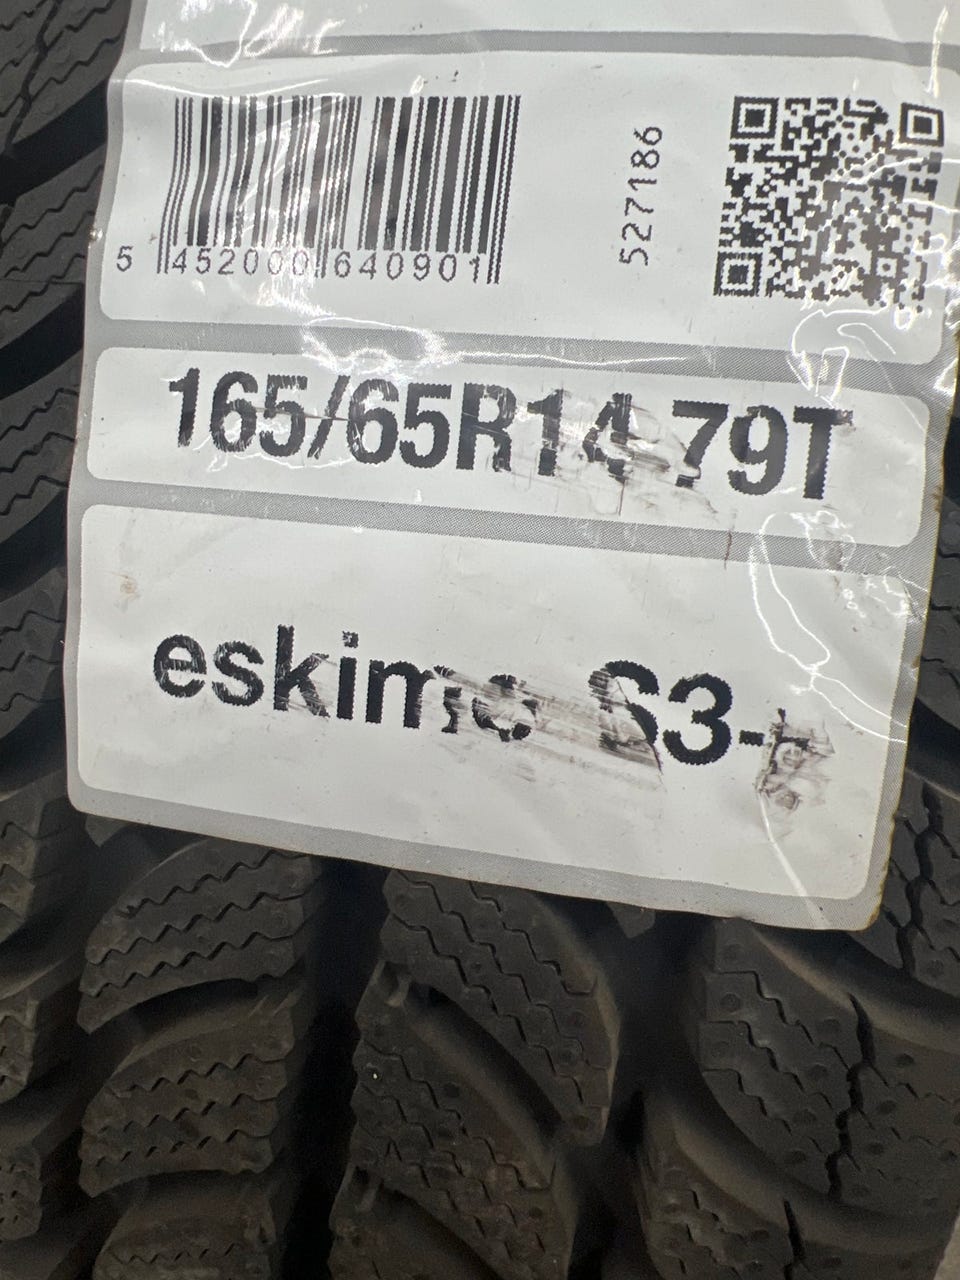 5 452000 640901
527186
165/65R14 79T
eskimo S3+